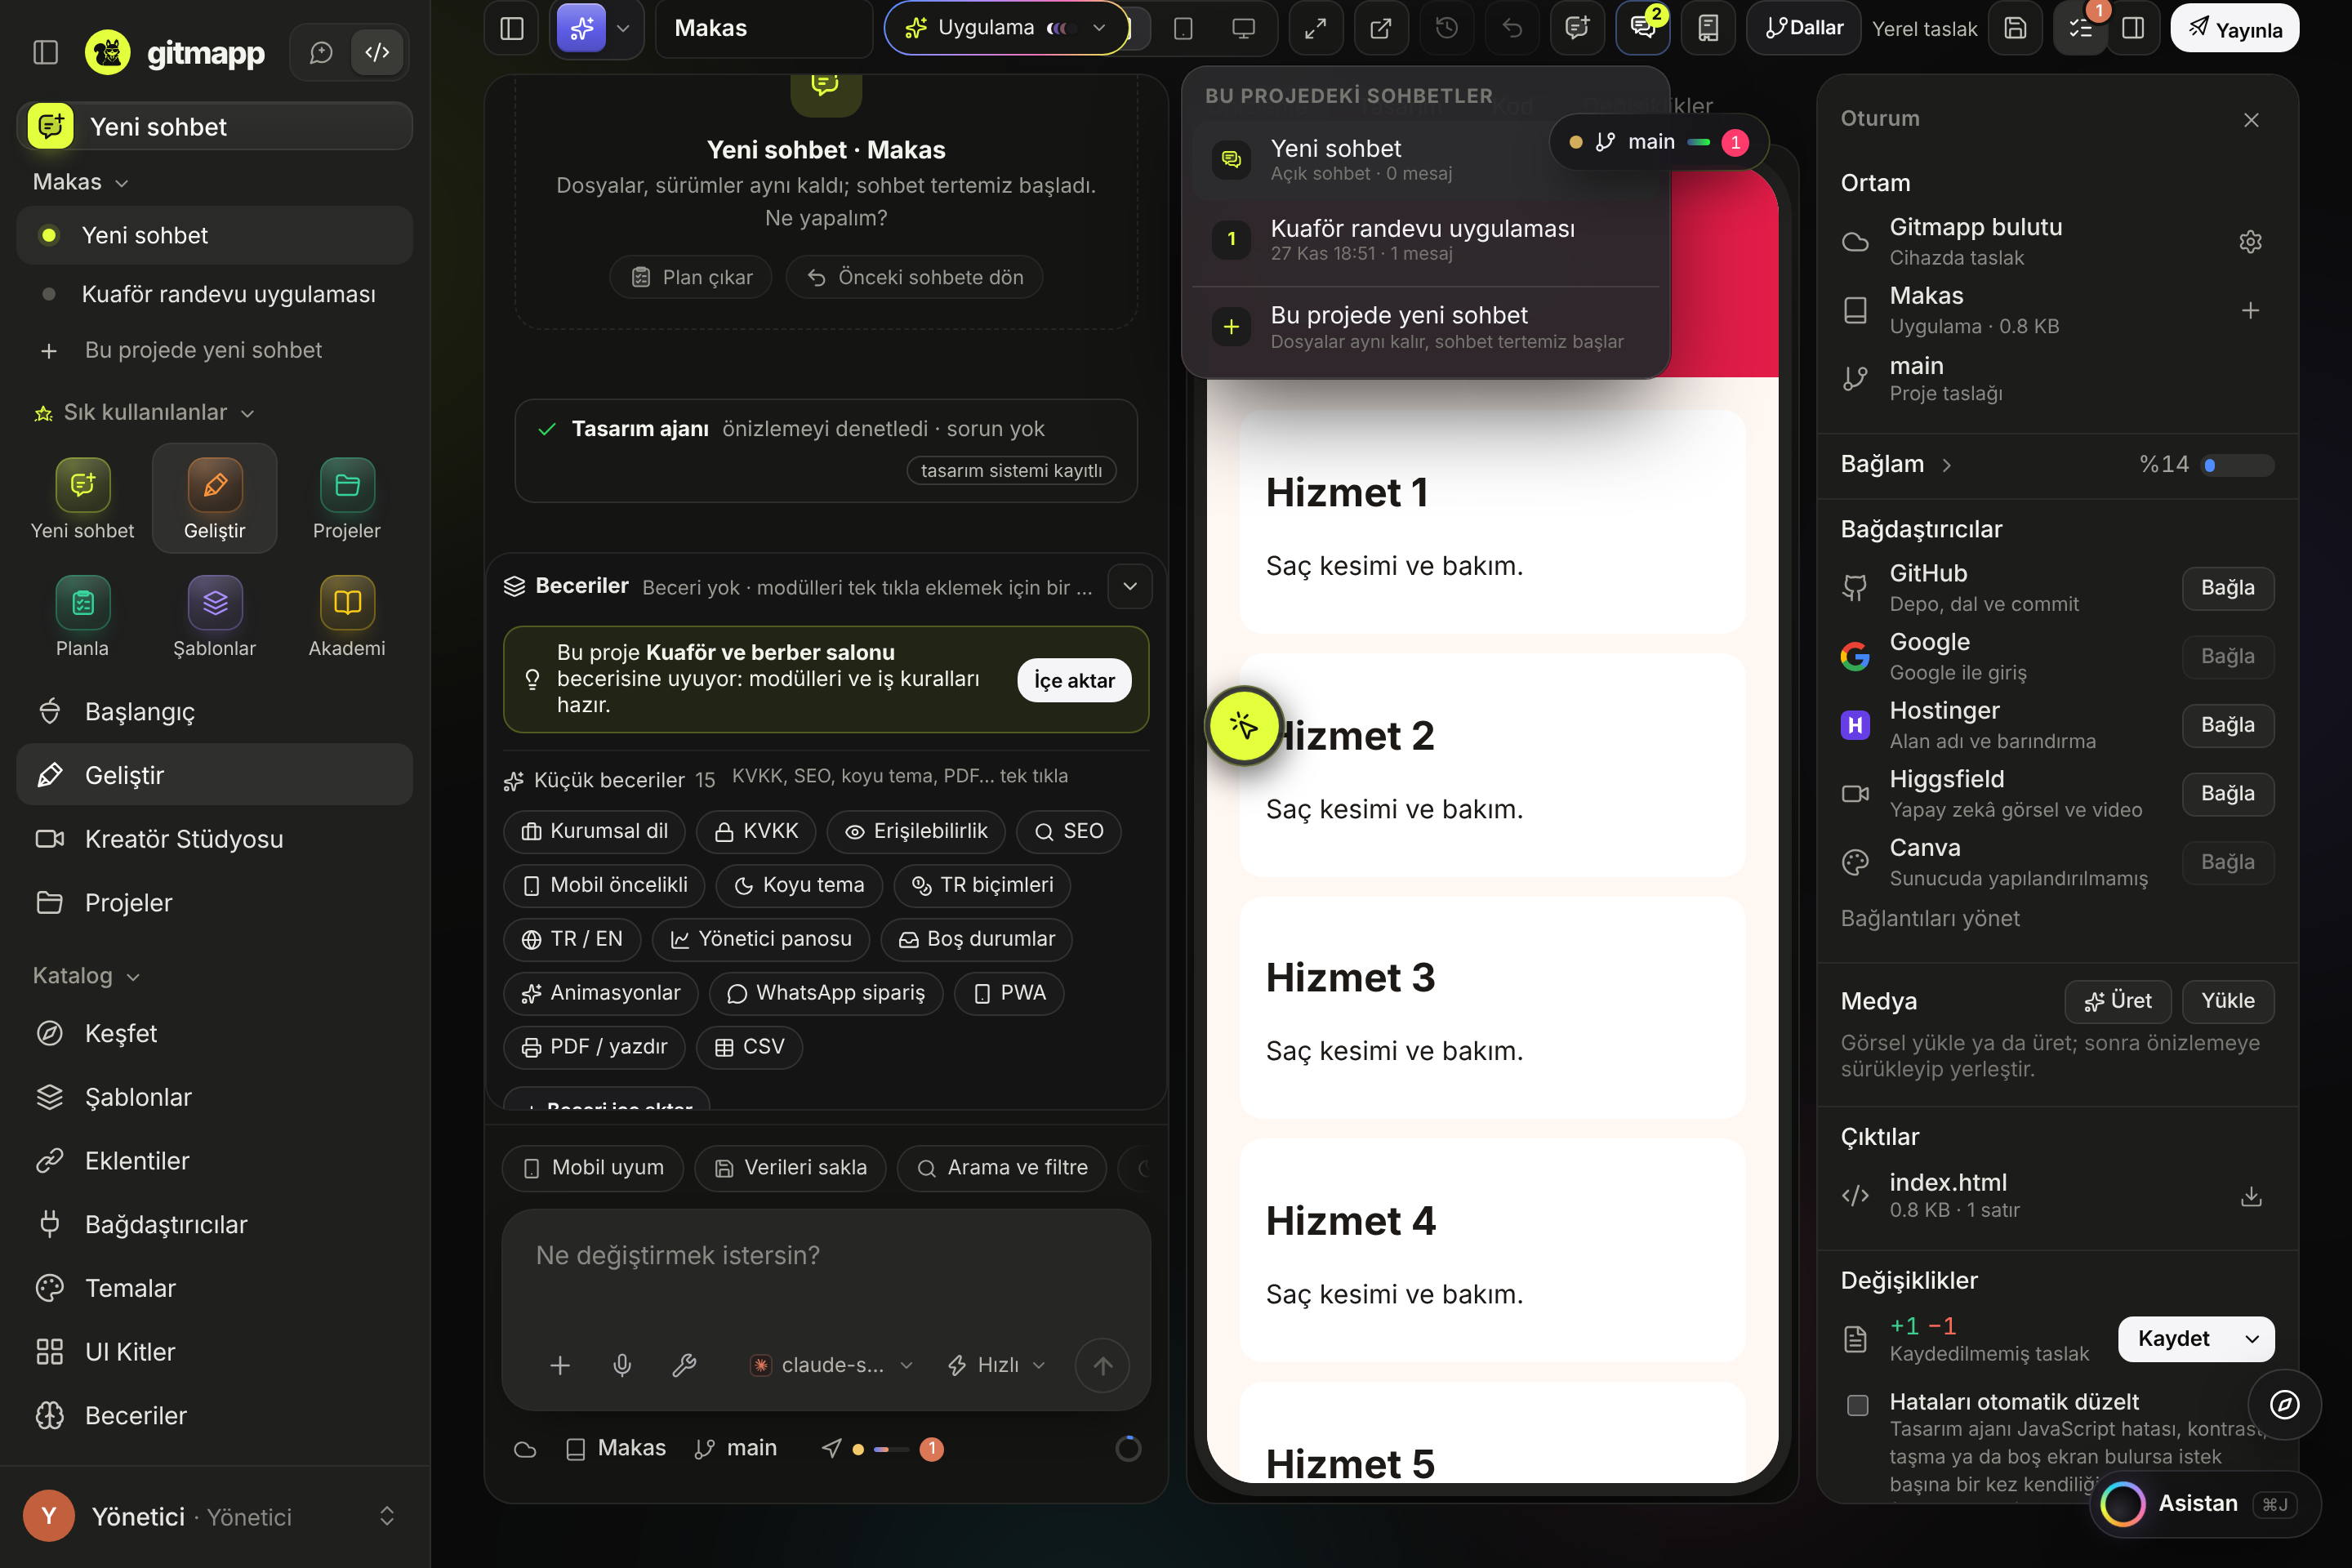 gitmapp
Yeni sohbet
Makas
Yeni sohbet
Kuaför randevu uygulaması
Bu projede yeni sohbet
Sık kullanılanlar
Yeni sohbet
Geliştir
Projeler
Planla
Şablonlar
Akademi
Başlangıç
Geliştir
Kreatör Stüdyosu
Projeler
Katalog
Keşfet
Şablonlar
Eklentiler
Bağdaştırıcılar
Temalar
UI Kitler
Beceriler
Y
Yönetici · Yönetici
Makas
Uygulama
2
Dallar
Yerel taslak
1
Yayınla
Yeni sohbet · Makas
Dosyalar, sürümler aynı kaldı; sohbet tertemiz başladı.
Ne yapalım?
Plan çıkar
Önceki sohbete dön
Tasarım ajanı önizlemeyi denetledi · sorun yok
tasarım sistemi kayıtlı
Beceriler Beceri yok · modülleri tek tıkla eklemek için bir ...
Bu proje Kuaför ve berber salonu
becerisine uyuyor: modülleri ve iş kuralları
hazır.
İçe aktar
Küçük beceriler 15 KVKK, SEO, koyu tema, PDF... tek tıkla
Kurumsal dil
KVKK
Erişilebilirlik
SEO
Mobil öncelikli
Koyu tema
TR biçimleri
TR / EN
Yönetici panosu
Boş durumlar
Animasyonlar
WhatsApp sipariş
PWA
PDF / yazdır
CSV
Beceri içe aktar
Mobil uyum
Verileri sakla
Arama ve filtre
Ne değiştirmek istersin?
claude-s...
Hızlı
Makas
main
1
BU PROJEDEKİ SOHBETLER
Yeni sohbet
Açık sohbet · 0 mesaj
1
Kuaför randevu uygulaması
27 Kas 18:51 · 1 mesaj
Bu projede yeni sohbet
Dosyalar aynı kalır, sohbet tertemiz başlar
main
1
Hizmet 1
Saç kesimi ve bakım.
Hizmet 2
Saç kesimi ve bakım.
Hizmet 3
Saç kesimi ve bakım.
Hizmet 4
Saç kesimi ve bakım.
Hizmet 5
Oturum
Ortam
Gitmapp bulutu
Cihazda taslak
Makas
Uygulama · 0.8 KB
main
Proje taslağı
Bağlam
%14
Bağdaştırıcılar
GitHub
Depo, dal ve commit
Bağla
Google
Google ile giriş
Bağla
Hostinger
Alan adı ve barındırma
Bağla
Higgsfield
Yapay zekâ görsel ve video
Bağla
Canva
Sunucuda yapılandırılmamış
Bağla
Bağlantıları yönet
Medya
Üret
Yükle
Görsel yükle ya da üret; sonra önizlemeye
sürükleyip yerleştir.
Çıktılar
index.html
0.8 KB · 1 satır
Değişiklikler
+1 −1
Kaydedilmemiş taslak
Kaydet
Hataları otomatik düzelt
Tasarım ajanı JavaScript hatası, kontrast,
taşma ya da boş ekran bulursa istek
başına bir kez
Asistan
⌘J